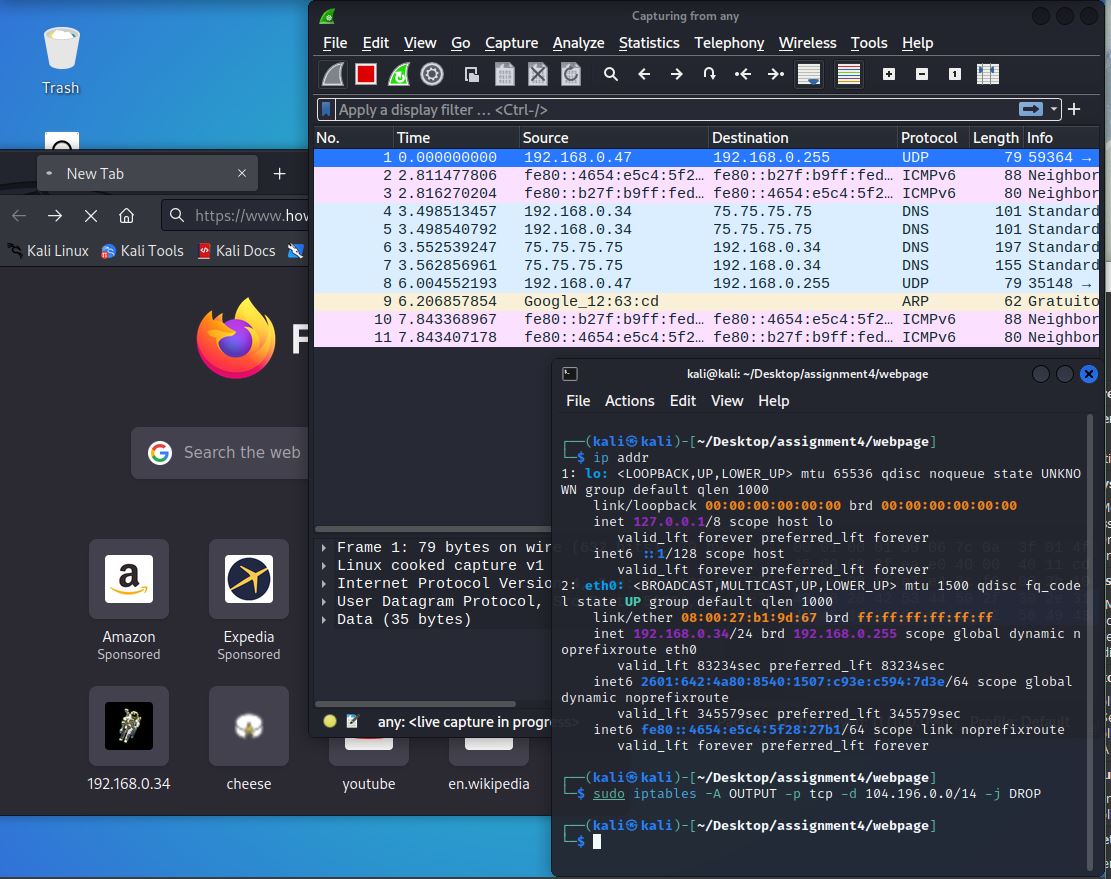 Trash
New Tab
https://www.how
Kali Linux Kali Tools Kali Docs
F
Search the web
Amazon
Sponsored
Expedia
Sponsored
192.168.0.34
cheese
youtube
en.wikipedia
Capturing from any
File Edit View Go Capture Analyze Statistics Telephony Wireless Tools Help
Apply a display filter ... <Ctrl-/>
No. Time Source Destination Protocol Length Info
1 0.000000000 192.168.0.47 192.168.0.255 UDP 79 59364 →
2 2.811477806 fe80::4654:e5c4:5f2… fe80::b27f:b9ff:fed… ICMPv6 88 Neighbor
3 2.816270204 fe80::b27f:b9ff:fed… fe80::4654:e5c4:5f2… ICMPv6 80 Neighbor
4 3.498513457 192.168.0.34 75.75.75.75 DNS 101 Standard
5 3.498540792 192.168.0.34 75.75.75.75 DNS 101 Standard
6 3.552539247 75.75.75.75 192.168.0.34 DNS 197 Standard
7 3.562856961 75.75.75.75 192.168.0.34 DNS 155 Standard
8 6.004552193 192.168.0.47 192.168.0.255 UDP 79 35148 →
9 6.206857854 Google_12:63:cd ARP 62 Gratuito
10 7.843368967 fe80::b27f:b9ff:fed… fe80::4654:e5c4:5f2… ICMPv6 88 Neighbor
11 7.843407178 fe80::4654:e5c4:5f2… fe80::b27f:b9ff:fed… ICMPv6 80 Neighbor
Frame 1: 79 bytes on wire
Linux cooked capture v1
Internet Protocol Version
User Datagram Protocol, S
Data (35 bytes)
any: <live capture in progress>
kali@kali: ~/Desktop/assignment4/webpage
File Actions Edit View Help
┌──(kali㉿kali)-[~/Desktop/assignment4/webpage]
└─$ ip addr
1: lo: <LOOPBACK,UP,LOWER_UP> mtu 65536 qdisc noqueue state UNKNO
WN group default qlen 1000
link/loopback 00:00:00:00:00:00 brd 00:00:00:00:00:00
inet 127.0.0.1/8 scope host lo
valid_lft forever preferred_lft forever
inet6 ::1/128 scope host
valid_lft forever preferred_lft forever
2: eth0: <BROADCAST,MULTICAST,UP,LOWER_UP> mtu 1500 qdisc fq_code
l state UP group default qlen 1000
link/ether 08:00:27:b1:9d:67 brd ff:ff:ff:ff:ff:ff
inet 192.168.0.34/24 brd 192.168.0.255 scope global dynamic n
oprefixroute eth0
valid_lft 83234sec preferred_lft 83234sec
inet6 2601:642:4a80:8540:1507:c93e:c594:7d3e/64 scope global
dynamic noprefixroute
valid_lft 345579sec preferred_lft 345579sec
inet6 fe80::4654:e5c4:5f28:27b1/64 scope link noprefixroute
valid_lft forever preferred_lft forever
┌──(kali㉿kali)-[~/Desktop/assignment4/webpage]
└─$ sudo iptables -A OUTPUT -p tcp -d 104.196.0.0/14 -j DROP
┌──(kali㉿kali)-[~/Desktop/assignment4/webpage]
└─$